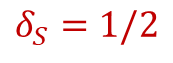 δ_S = 1/2